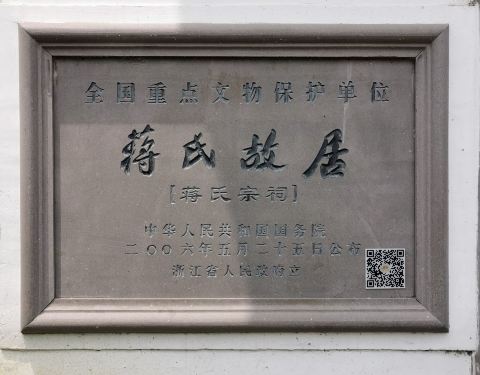 全国重点文物保护单位
蒋氏故居
[蒋氏宗祠]
中华人民共和国国务院
二〇〇六年五月二十五日公布
浙江省人民政府立